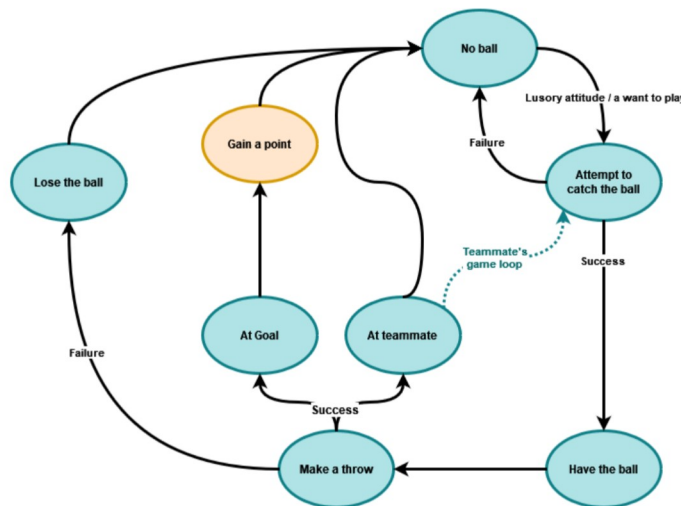 No ball
Lusory attitude / a want to play
Failure
Gain a point
Lose the ball
Attempt to
catch the ball
Teammate's
game loop
Success
At Goal
At teammate
Failure
Success
Make a throw
Have the ball